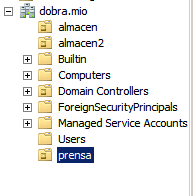 dobra.mio
almacen
almacen2
Builtin
Computers
Domain Controllers
ForeignSecurityPrincipals
Managed Service Accounts
Users
prensa